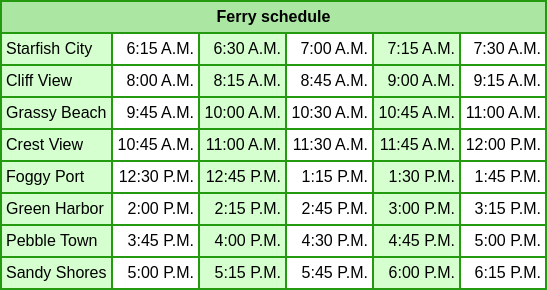 Ferry schedule
Starfish City 6:15 A.M. 6:30 A.M. 7:00 A.M. 7:15 A.M. 7:30 A.M.
Cliff View 8:00 A.M. 8:15 A.M. 8:45 A.M. 9:00 A.M. 9:15 A.M.
Grassy Beach 9:45 A.M. 10:00 A.M. 10:30 A.M. 10:45 A.M. 11:00 A.M.
Crest View 10:45 A.M. 11:00 A.M. 11:30 A.M. 11:45 A.M. 12:00 P.M.
Foggy Port 12:30 P.M. 12:45 P.M. 1:15 P.M. 1:30 P.M. 1:45 P.M.
Green Harbor 2:00 P.M. 2:15 P.M. 2:45 P.M. 3:00 P.M. 3:15 P.M.
Pebble Town 3:45 P.M. 4:00 P.M. 4:30 P.M. 4:45 P.M. 5:00 P.M.
Sandy Shores 5:00 P.M. 5:15 P.M. 5:45 P.M. 6:00 P.M. 6:15 P.M.